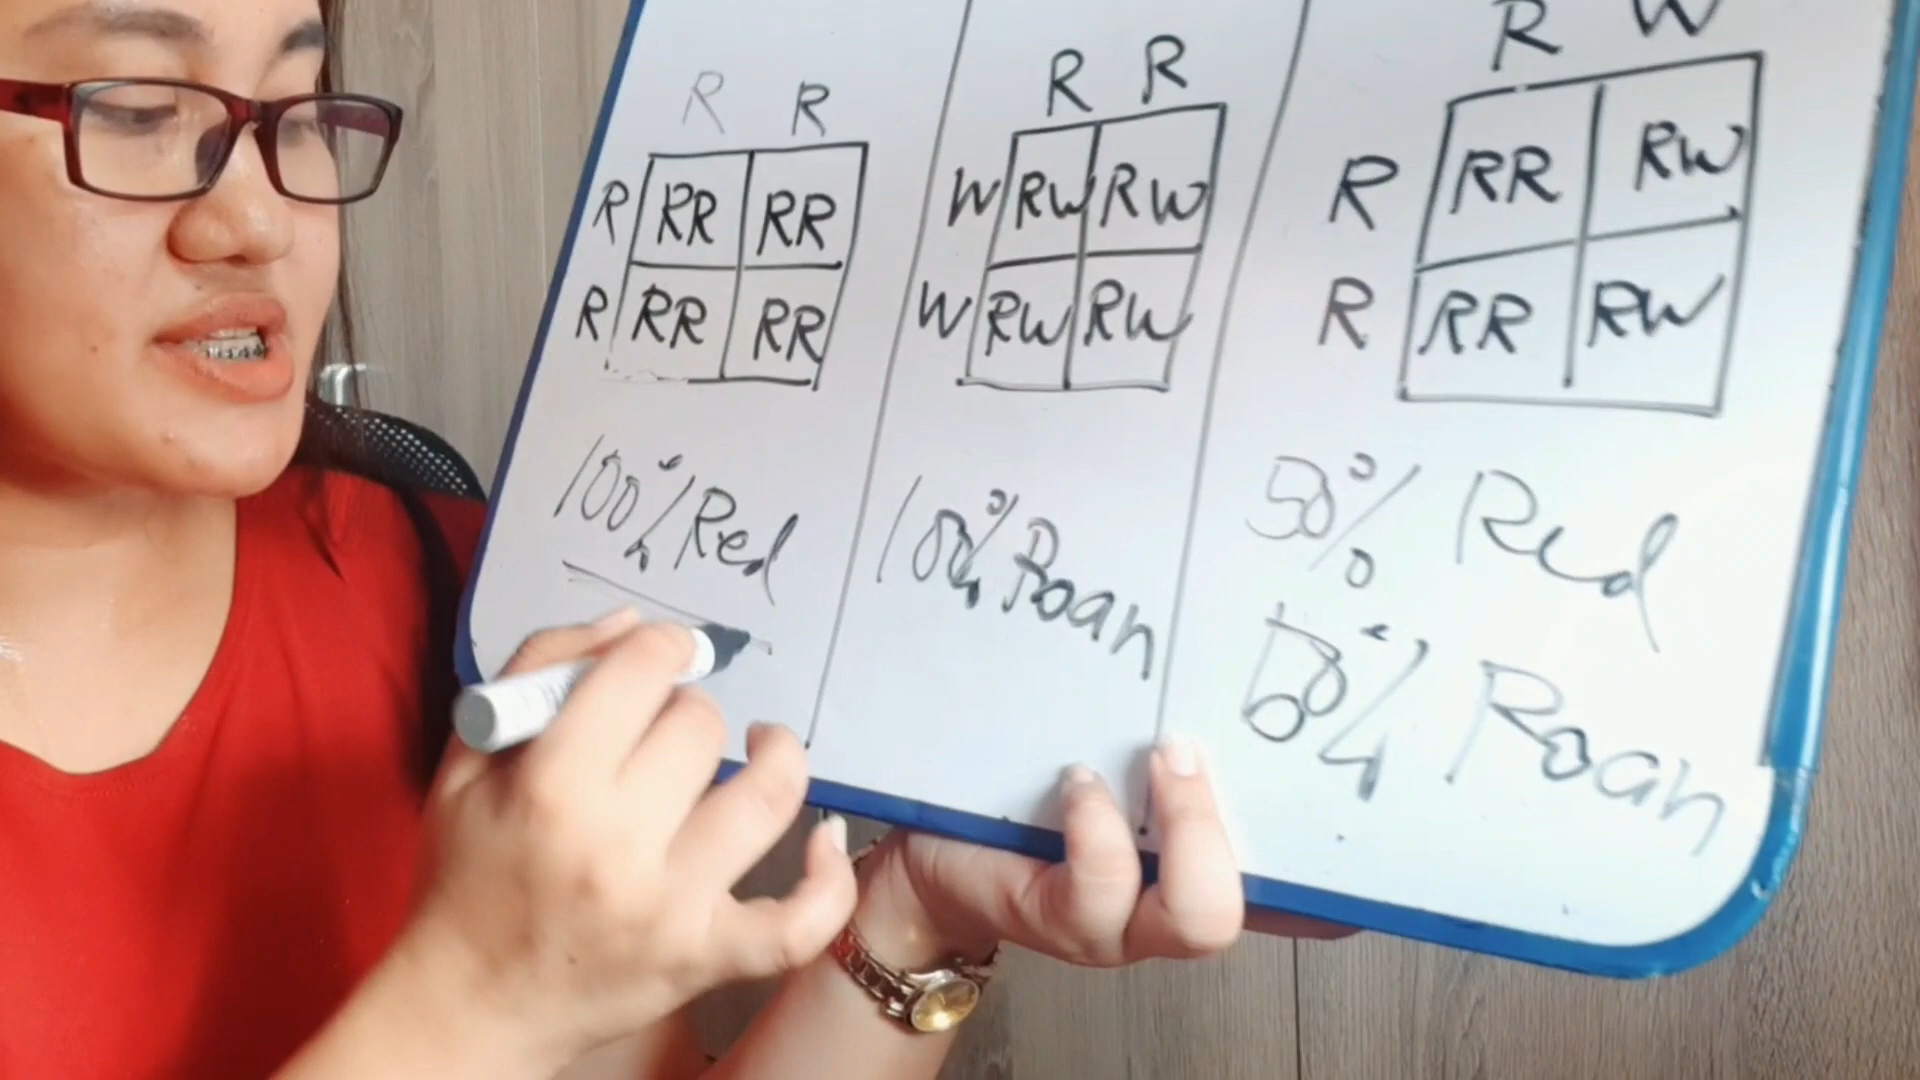 R R
R RR RR
R RR RR
100% Red
R R
W RW RW
W RW RW
100% Roan
R W
R RR RW
R RR RW
50% Red
50% Roan